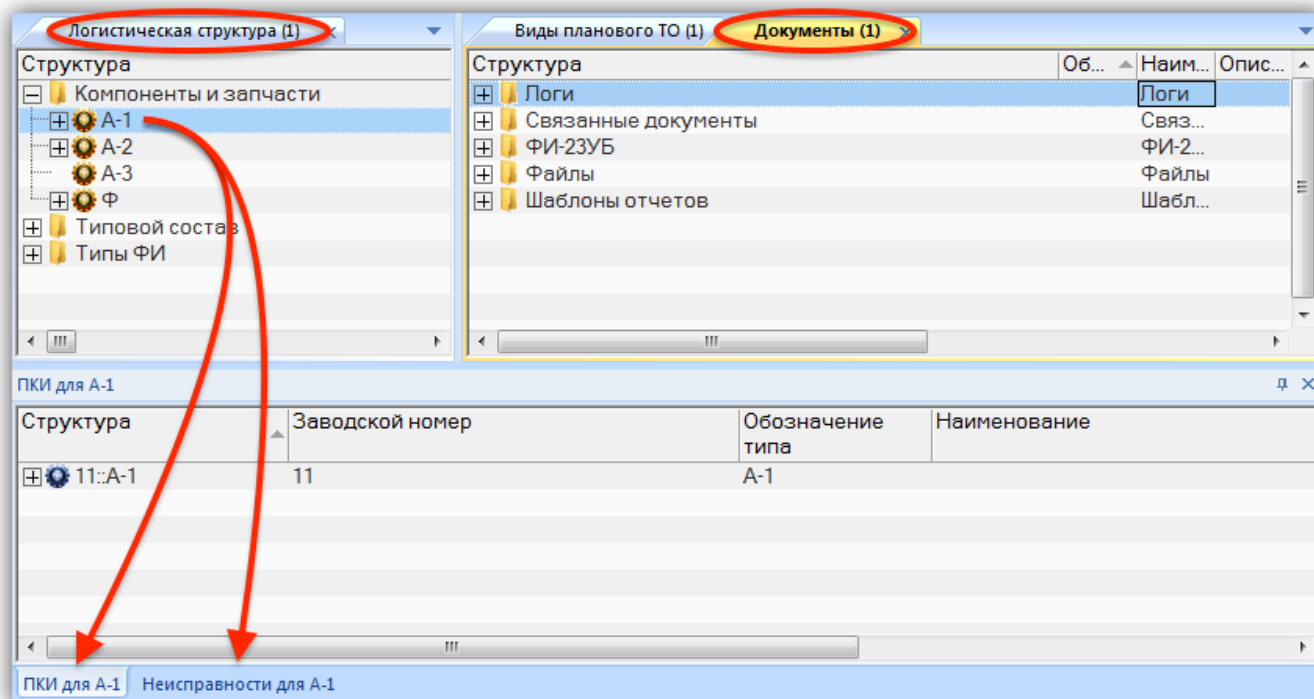 Логистическая структура (1)
Структура
Компоненты и запчасти
А-1
А-2
А-3
Ф
Типовой состав
Типы ФИ
Виды планового ТО (1)
Документы (1)
Структура Об... Наим... Опис...
Логи Логи
Связанные документы Связ...
ФИ-23УБ ФИ-2...
Файлы Файлы
Шаблоны отчетов Шабл...
ПКИ для А-1
Структура Заводской номер Обозначение типа Наименование
11::А-1 11 А-1
ПКИ для А-1 Неисправности для А-1